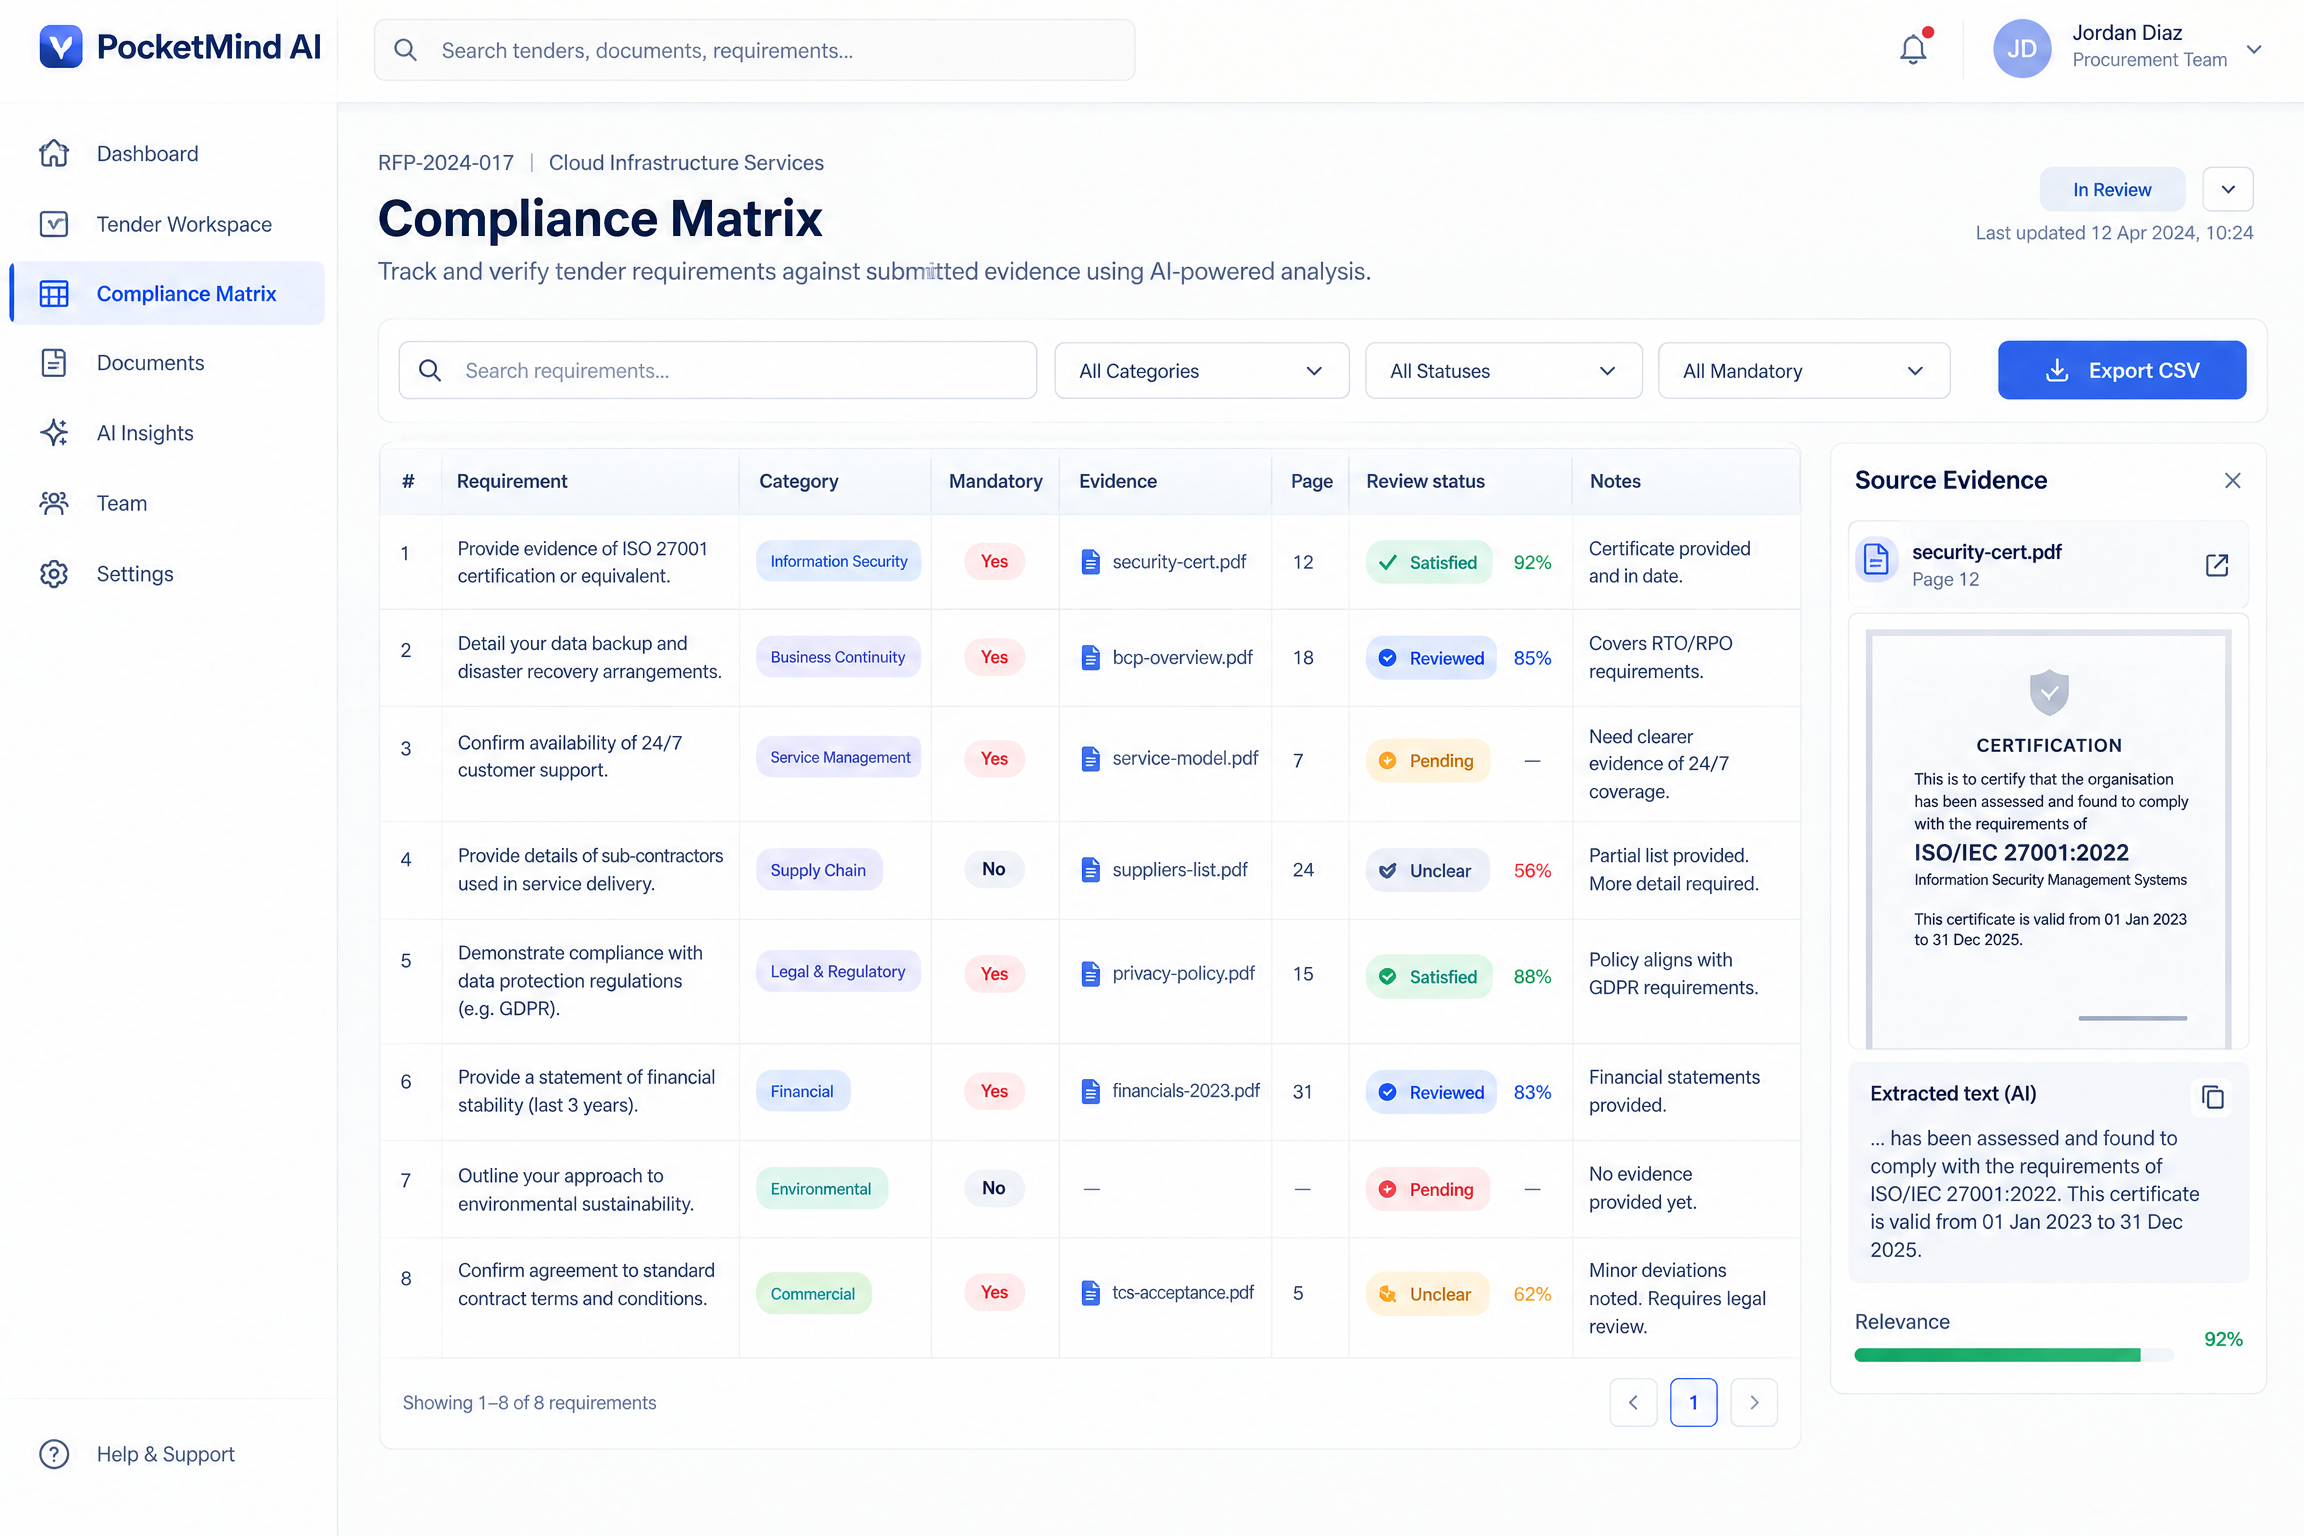 PocketMind AI
Search tenders, documents, requirements...
JD
Jordan Diaz
Procurement Team
Dashboard
Tender Workspace
Compliance Matrix
Documents
AI Insights
Team
Settings
Help & Support
RFP-2024-017 | Cloud Infrastructure Services
Compliance Matrix
Track and verify tender requirements against submitted evidence using AI-powered analysis.
In Review
Last updated 12 Apr 2024, 10:24
Search requirements...
All Categories
All Statuses
All Mandatory
Export CSV
# Requirement Category Mandatory Evidence Page Review status Notes
1 Provide evidence of ISO 27001
certification or equivalent.
Information Security
Yes
security-cert.pdf
12
Satisfied 92%
Certificate provided
and in date.
2 Detail your data backup and
disaster recovery arrangements.
Business Continuity
Yes
bcp-overview.pdf
18
Reviewed 85%
Covers RTO/RPO
requirements.
3 Confirm availability of 24/7
customer support.
Service Management
Yes
service-model.pdf
7
Pending —
Need clearer
evidence of 24/7
coverage.
4 Provide details of sub-contractors
used in service delivery.
Supply Chain
No
suppliers-list.pdf
24
Unclear 56%
Partial list provided.
More detail required.
5 Demonstrate compliance with
data protection regulations
(e.g. GDPR).
Legal & Regulatory
Yes
privacy-policy.pdf
15
Satisfied 88%
Policy aligns with
GDPR requirements.
6 Provide a statement of financial
stability (last 3 years).
Financial
Yes
financials-2023.pdf
31
Reviewed 83%
Financial statements
provided.
7 Outline your approach to
environmental sustainability.
Environmental
No
—
—
Pending —
No evidence
provided yet.
8 Confirm agreement to standard
contract terms and conditions.
Commercial
Yes
tcs-acceptance.pdf
5
Unclear 62%
Minor deviations
noted. Requires legal
review.
Showing 1–8 of 8 requirements
1
Source Evidence
security-cert.pdf
Page 12
CERTIFICATION
This is to certify that the organisation
has been assessed and found to comply
with the requirements of
ISO/IEC 27001:2022
Information Security Management Systems
This certificate is valid from 01 Jan 2023
to 31 Dec 2025.
Extracted text (AI)
... has been assessed and found to
comply with the requirements of
ISO/IEC 27001:2022. This certificate
is valid from 01 Jan 2023 to 31 Dec
2025.
Relevance
92%